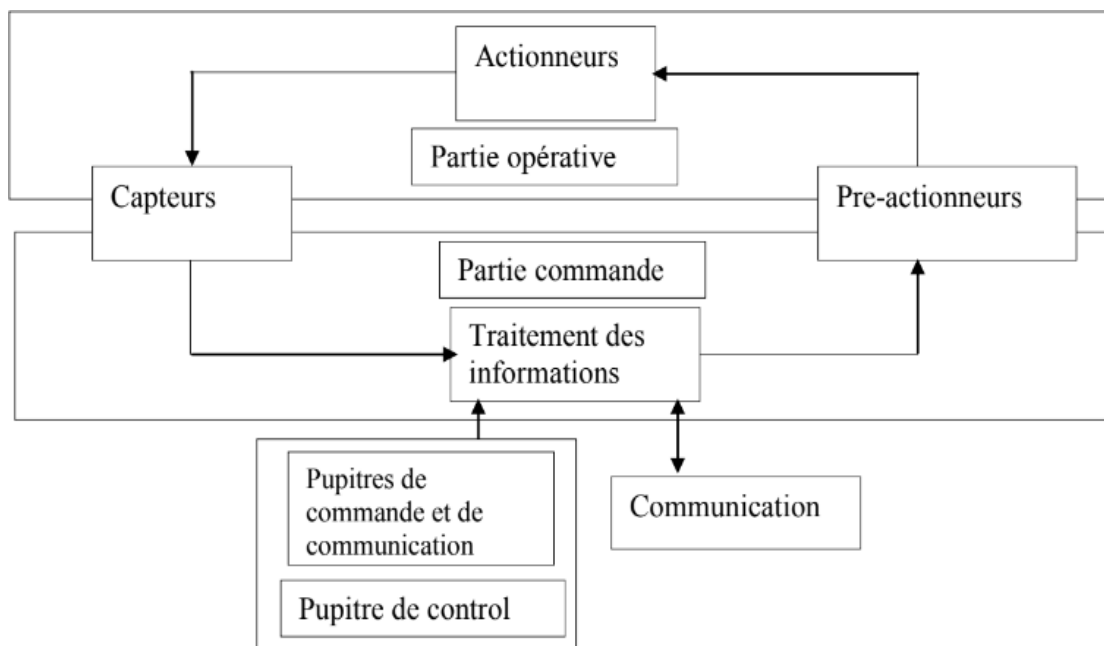 Actionneurs
Partie opérative
Capteurs
Pre-actionneurs
Partie commande
Traitement des
informations
Pupitres de
commande et de
communication
Communication
Pupitre de control